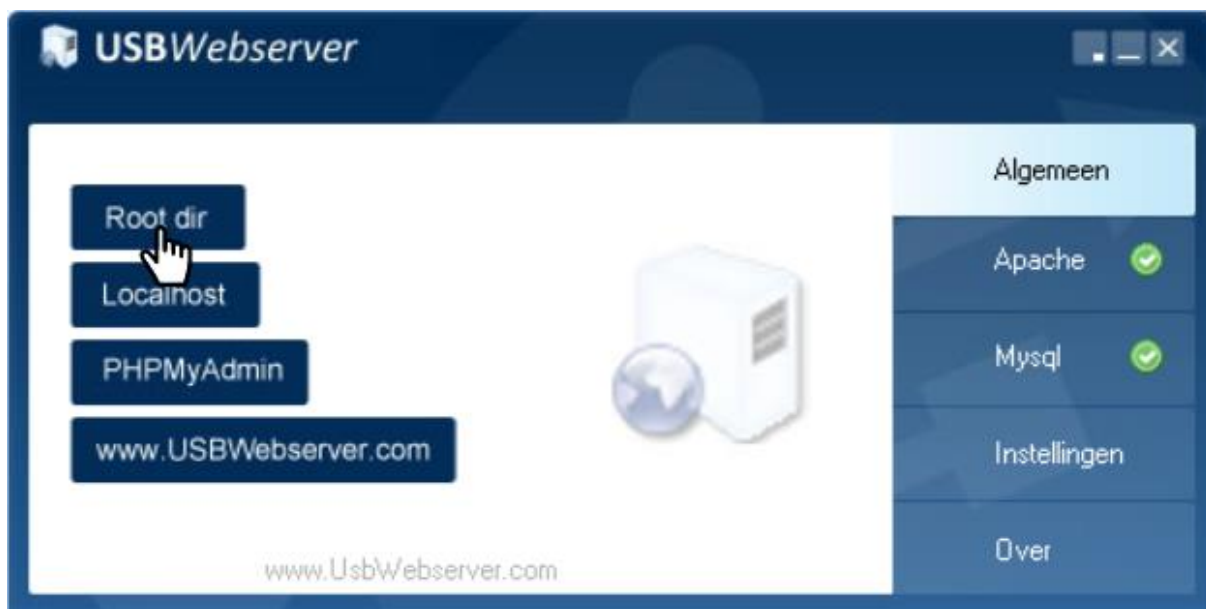 USBWebserver
Root dir
Localhost
PHPMyAdmin
www.USBWebserver.com
www.UsbWebserver.com
Algemeen
Apache
Mysql
Instellingen
Over